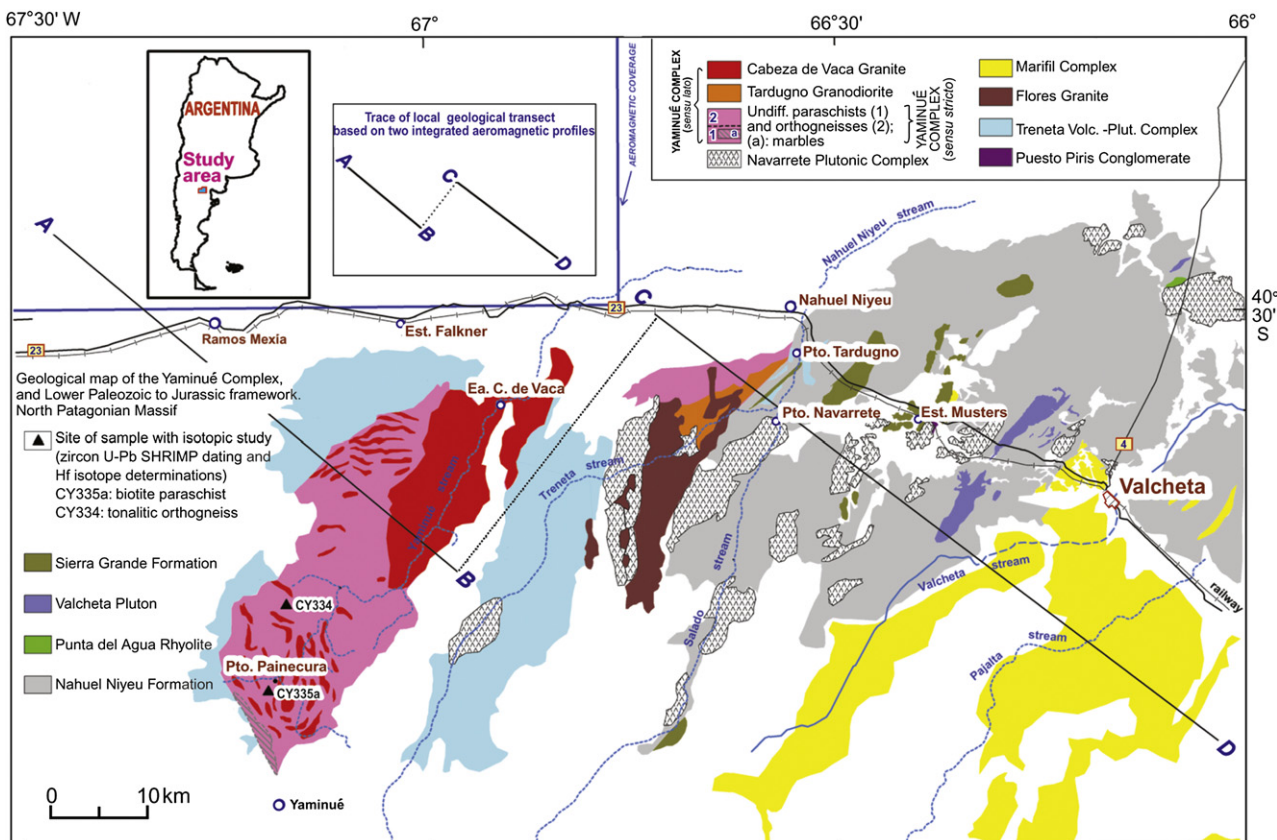 67°30' W
67°
66°30'
66°
ARGENTINA
Study
area
Trace of local geological transect
based on two integrated aeromagnetic profiles
A
B
C
D
AEROMAGNETIC COVERAGE
YAMINUÉ COMPLEX
(sensu lato)
Cabeza de Vaca Granite
Tardugno Granodiorite
2
1
a
Undiff. paraschists (1)
and orthogneisses (2);
(a): marbles
YAMINUÉ
COMPLEX
(sensu stricto)
Navarrete Plutonic Complex
Marifil Complex
Flores Granite
Treneta Volc. -Plut. Complex
Puesto Piris Conglomerate
A
Nahuel Niyeu stream
C
23
Nahuel Niyeu
40°
30'
S
Ramos Mexia
Est. Falkner
23
Pto. Tardugno
Geological map of the Yaminué Complex,
and Lower Paleozoic to Jurassic framework.
North Patagonian Massif
Ea. C. de Vaca
Pto. Navarrete
Est. Musters
Site of sample with isotopic study
(zircon U-Pb SHRIMP dating and
Hf isotope determinations)
CY335a: biotite paraschist
CY334: tonalitic orthogneiss
4
Valcheta
Treneta stream
stream
Sierra Grande Formation
Valcheta Pluton
Punta del Agua Rhyolite
Nahuel Niyeu Formation
B
CY334
Valcheta stream
railway
Salado stream
Pto. Painecura
CY335a
Pajalta stream
D
0 10 km
Yaminué